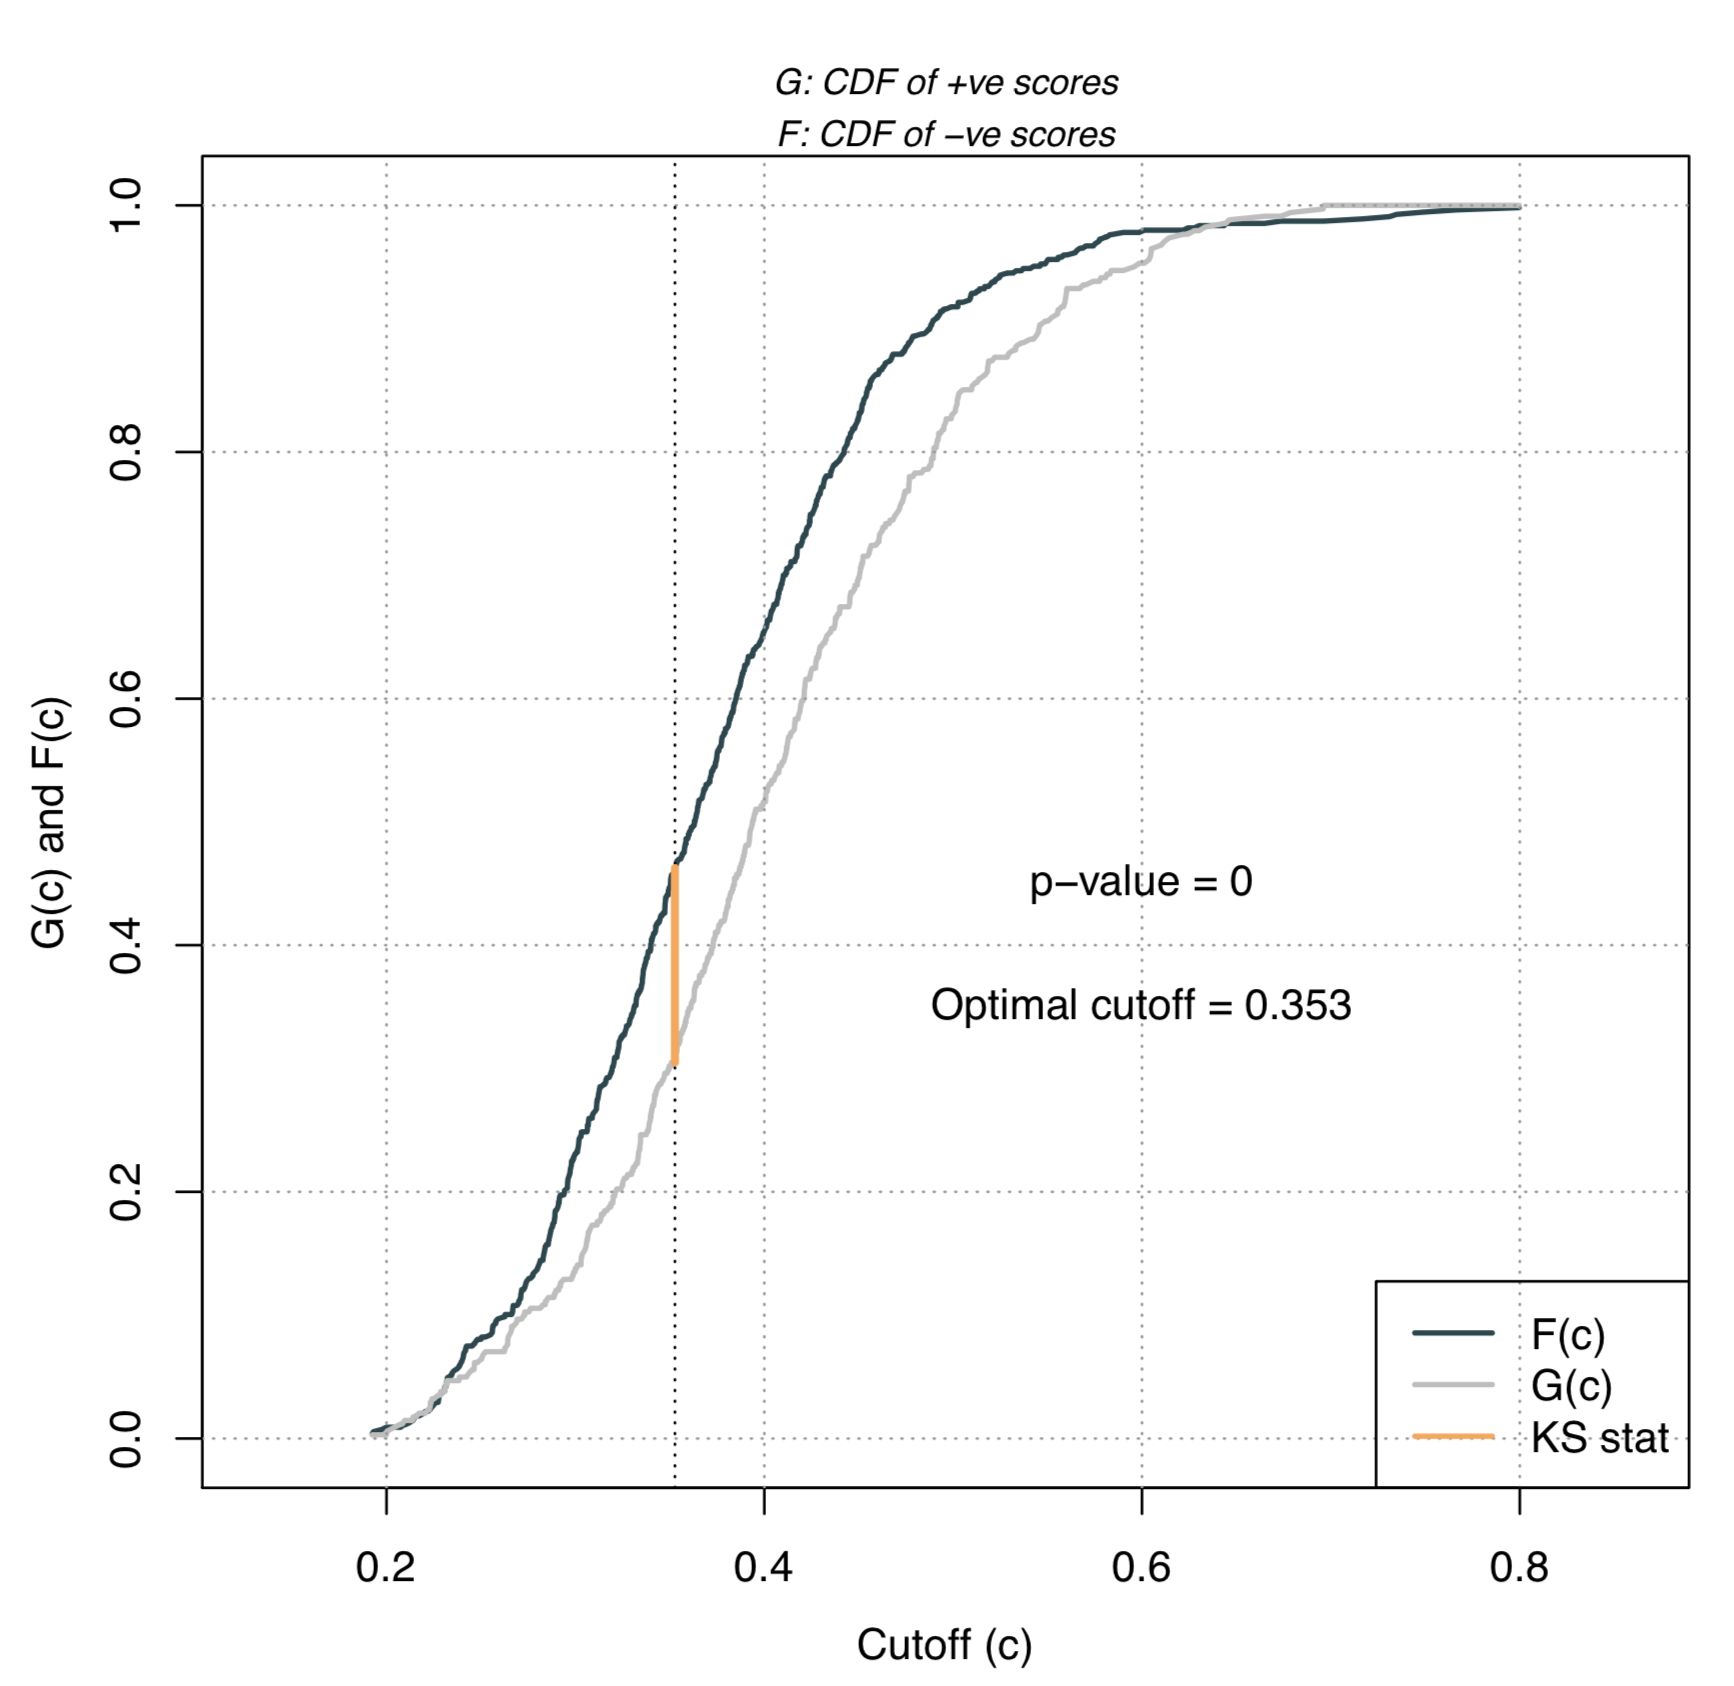 G: CDF of +ve scores
F: CDF of −ve scores
G(c) and F(c)
1.0
0.8
0.6
0.4
0.2
0.0
p−value = 0
Optimal cutoff = 0.353
F(c)
G(c)
KS stat
0.2
0.4
0.6
0.8
Cutoff (c)